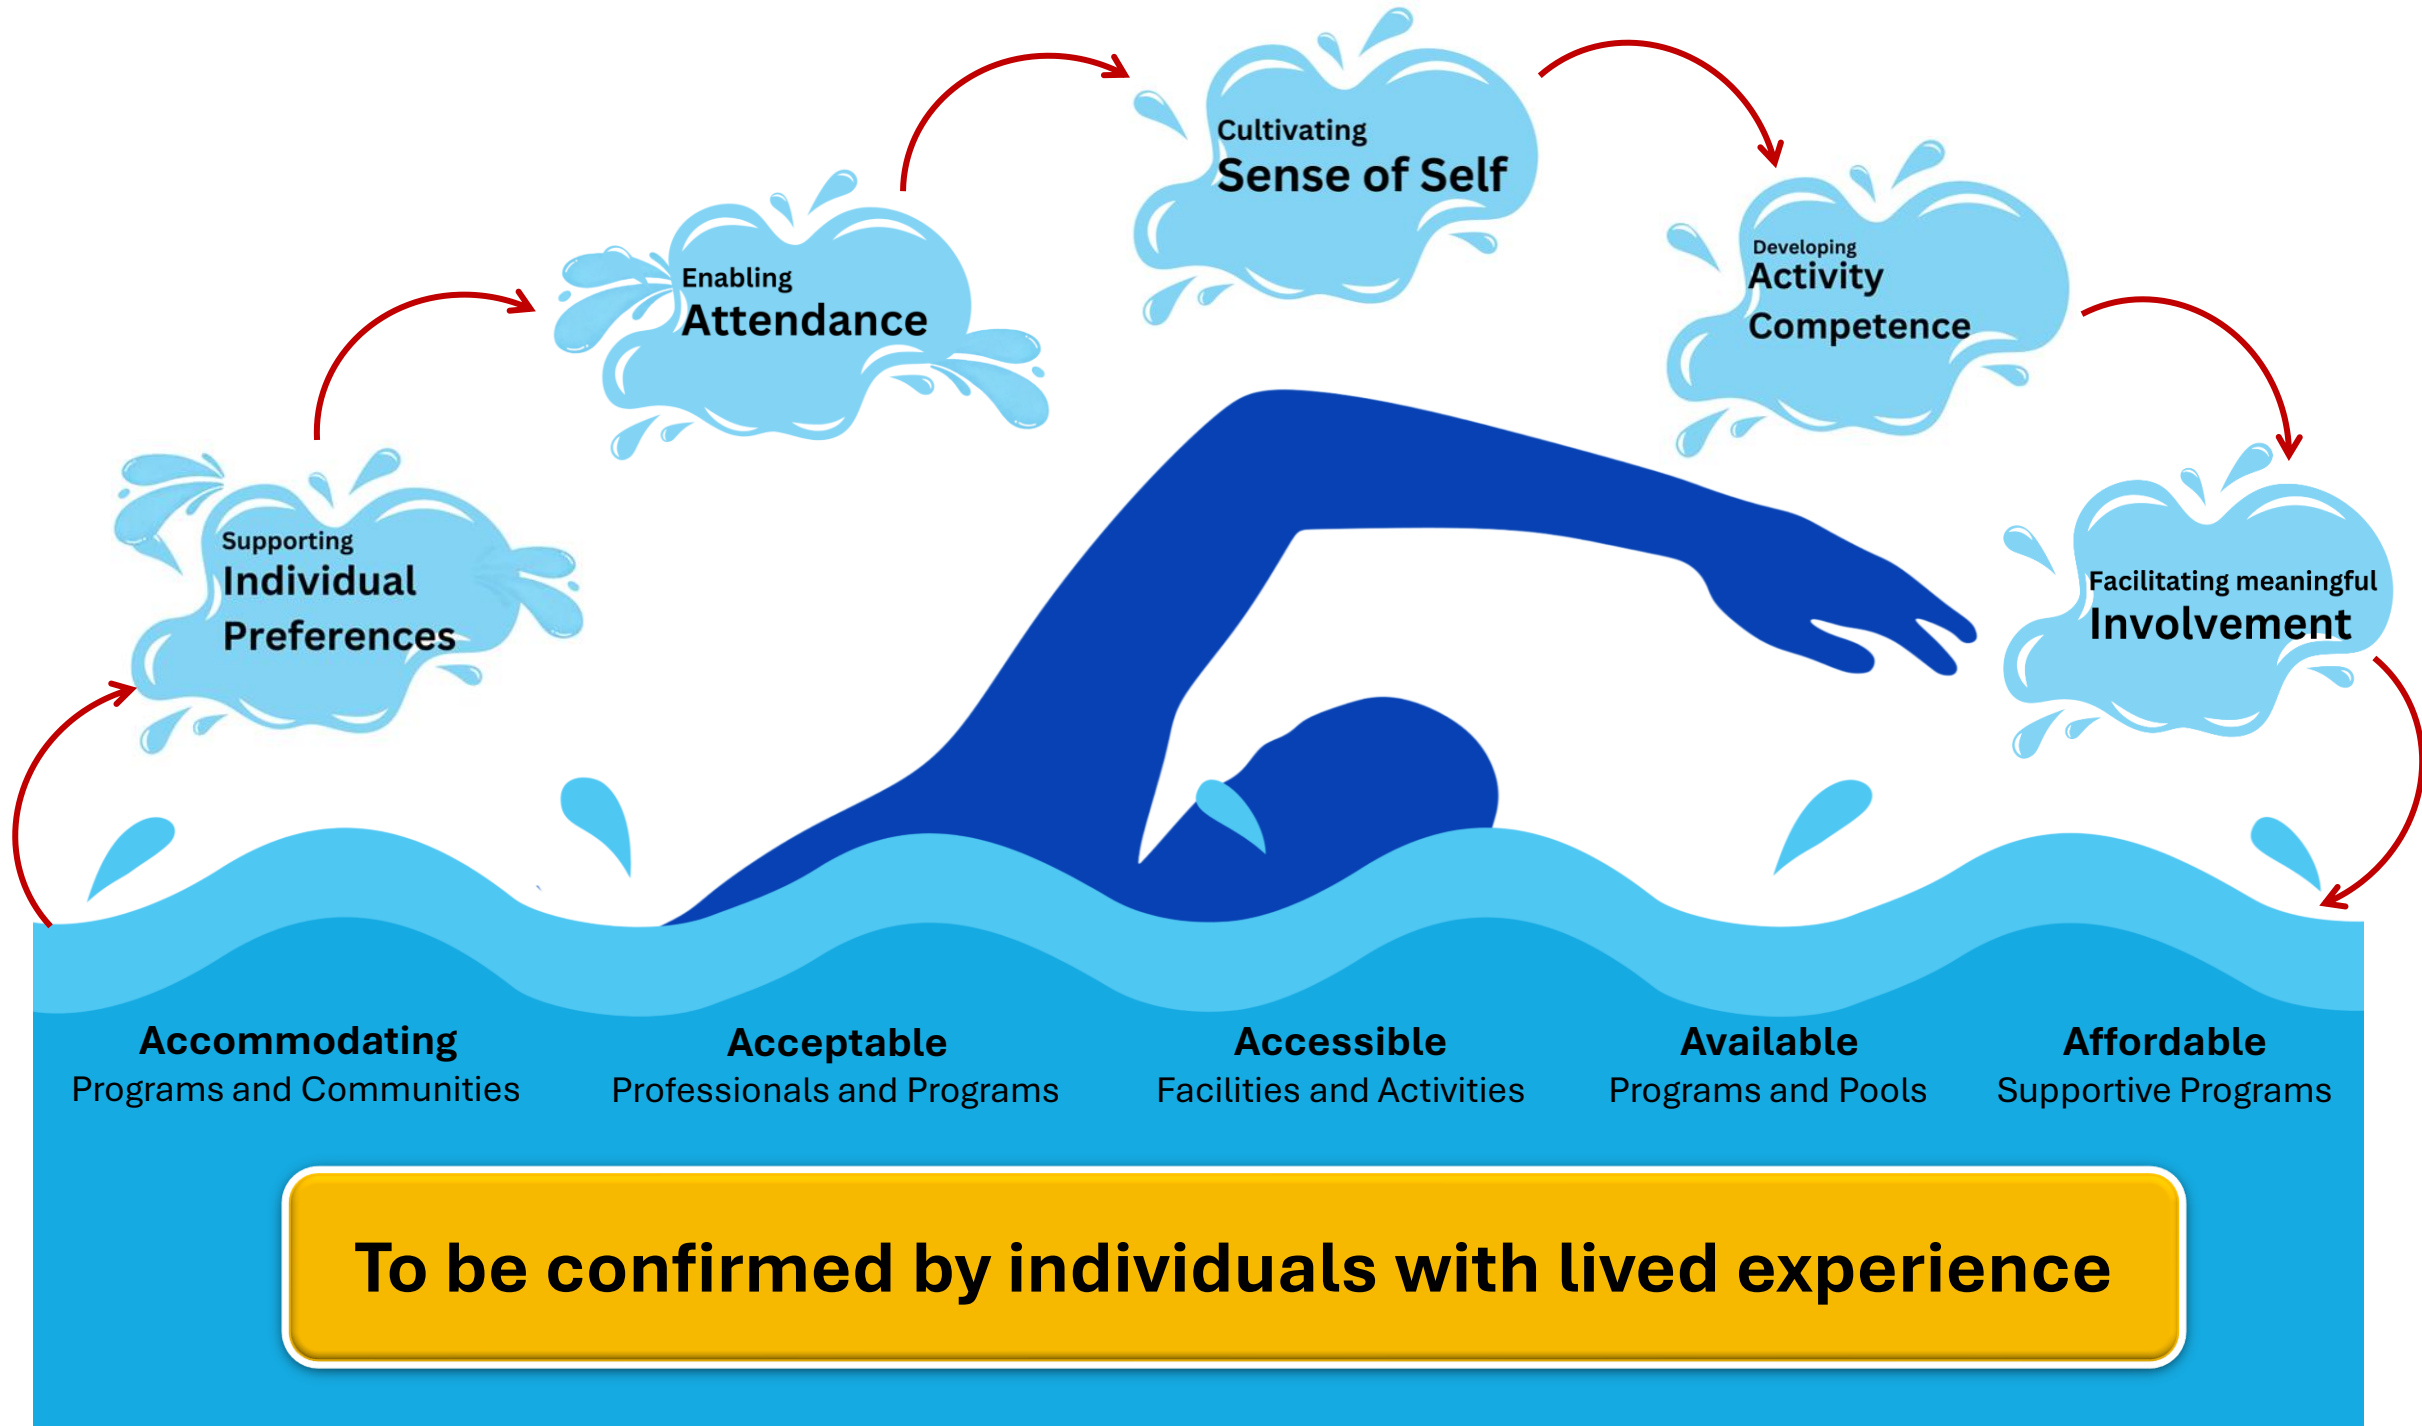 Cultivating
Sense of Self
Enabling
Attendance
Developing
Activity
Competence
Supporting
Individual
Preferences
Facilitating meaningful
Involvement
Accommodating
Programs and Communities
Acceptable
Professionals and Programs
Accessible
Facilities and Activities
Available
Programs and Pools
Affordable
Supportive Programs
To be confirmed by individuals with lived experience